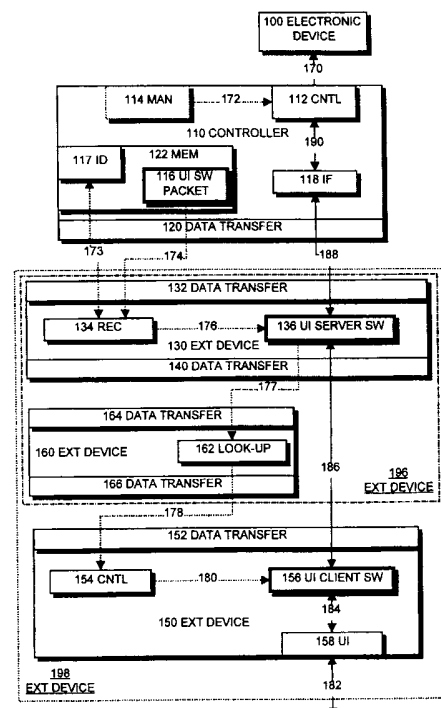 100 ELECTRONIC
DEVICE
170
114 MAN
172
112 CNTL
110 CONTROLLER
190
117 ID
122 MEM
116 UI SW
PACKET
118 IF
120 DATA TRANSFER
173
174
188
132 DATA TRANSFER
134 REC
176
136 UI SERVER SW
130 EXT DEVICE
140 DATA TRANSFER
177
164 DATA TRANSFER
160 EXT DEVICE
162 LOOK-UP
186
196
EXT DEVICE
166 DATA TRANSFER
178
152 DATA TRANSFER
154 CNTL
180
156 UI CLIENT SW
184
150 EXT DEVICE
158 UI
198
EXT DEVICE
182